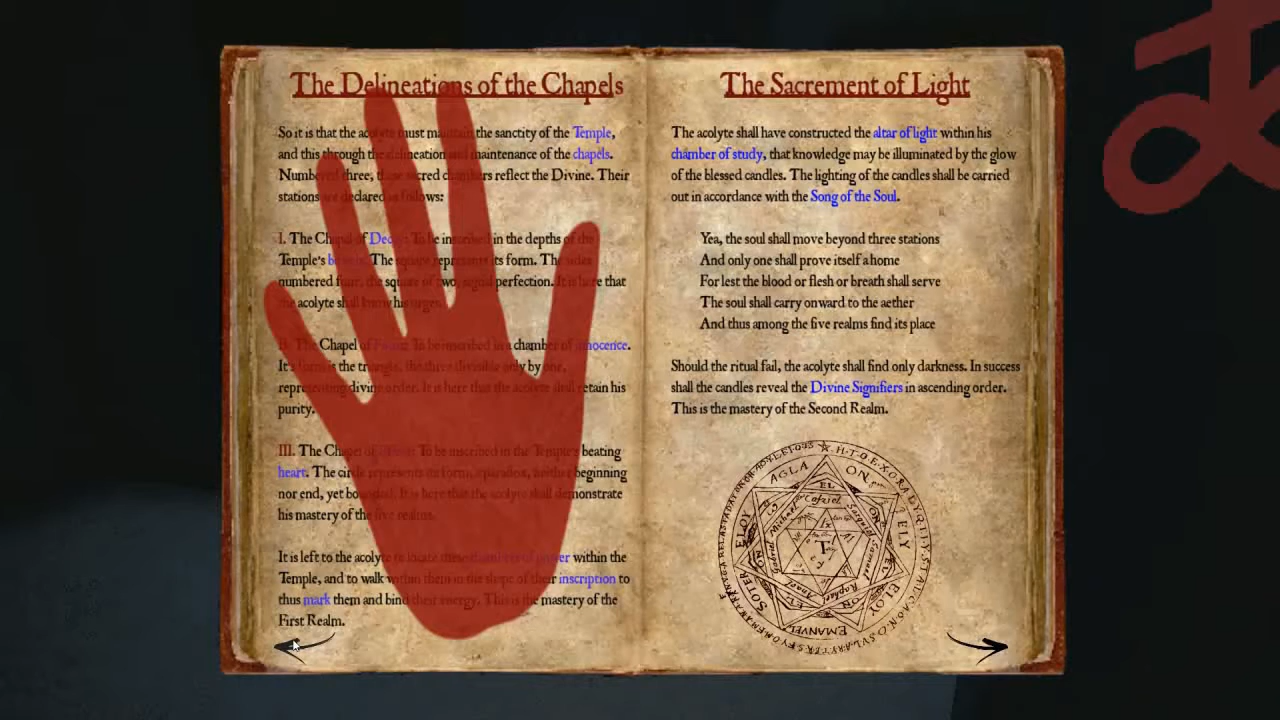 The Delineations of the Chapels
So it is that the acolyte must maintain the sanctity of the Temple,
and this through the delineation and maintenance of the chapels.
Numbered three, these sacred chambers reflect the Divine. Their
stations are declared as follows:
I. The Chapel of Decay: To be inscribed in the depths of the
Temple's The square represents its form. The sides
numbered four, the square of two, signal perfection. It is here that
the acolyte shall know his urges.
II. The Chapel of To be inscribed in a chamber of innocence.
It's form is the triangle, the three divisible only by one,
representing divine order. It is here that the acolyte shall retain his
purity.
III. The Chapel of To be inscribed in the Temple's beating
heart. The circle represents its form, a paradox, neither beginning
nor end, yet bounded. It is here that the acolyte shall demonstrate
his mastery of the five realms.
It is left to the acolyte to locate these chambers of power within the
Temple, and to walk within them in the shape of their inscription to
thus mark them and bind their energy. This is the mastery of the
First Realm.
The Sacrement of Light
The acolyte shall have constructed the altar of light within his
chamber of study, that knowledge may be illuminated by the glow
of the blessed candles. The lighting of the candles shall be carried
out in accordance with the Song of the Soul.
Yea, the soul shall move beyond three stations
And only one shall prove itself a home
For lest the blood or flesh or breath shall serve
The soul shall carry onward to the aether
And thus among the five realms find its place
Should the ritual fail, the acolyte shall find only darkness. In success
shall the candles reveal the Divine Signifiers in ascending order.
This is the mastery of the Second Realm.
AGLA
ON
EL
ELY
ELOY
EMANVEL
SOTER
ELOY
T